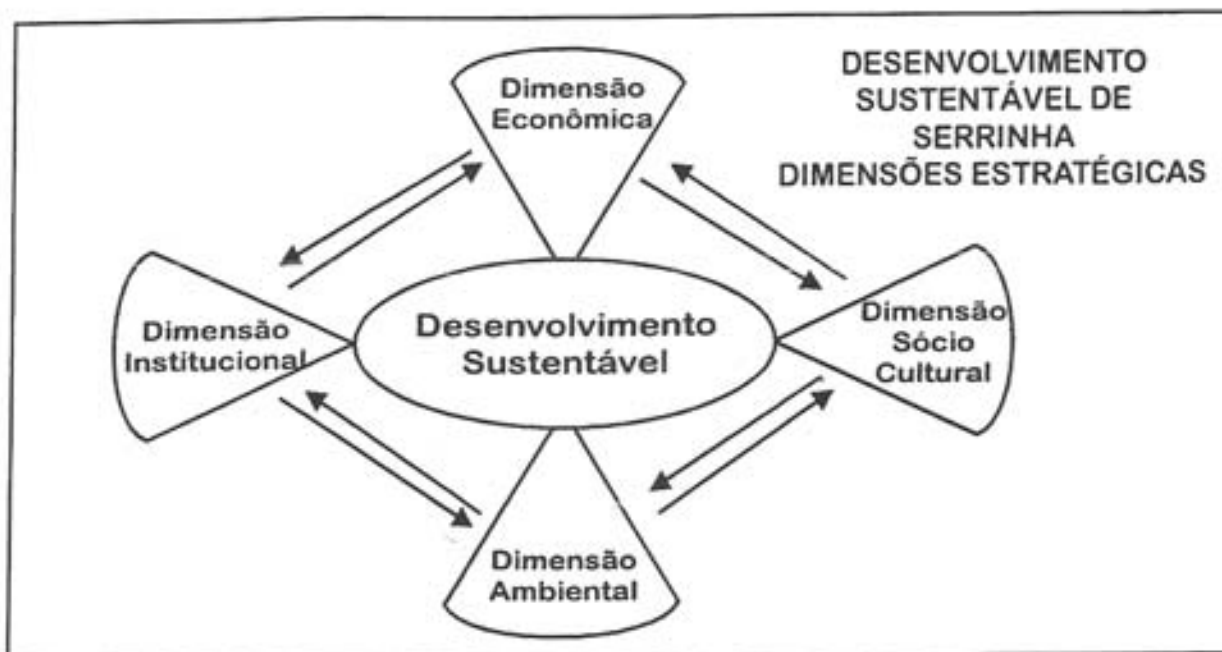 DESENVOLVIMENTO
SUSTENTÁVEL DE
SERRINHA
DIMENSÕES ESTRATÉGICAS
Dimensão
Econômica
Dimensão
Institucional
Desenvolvimento
Sustentável
Dimensão
Sócio
Cultural
Dimensão
Ambiental